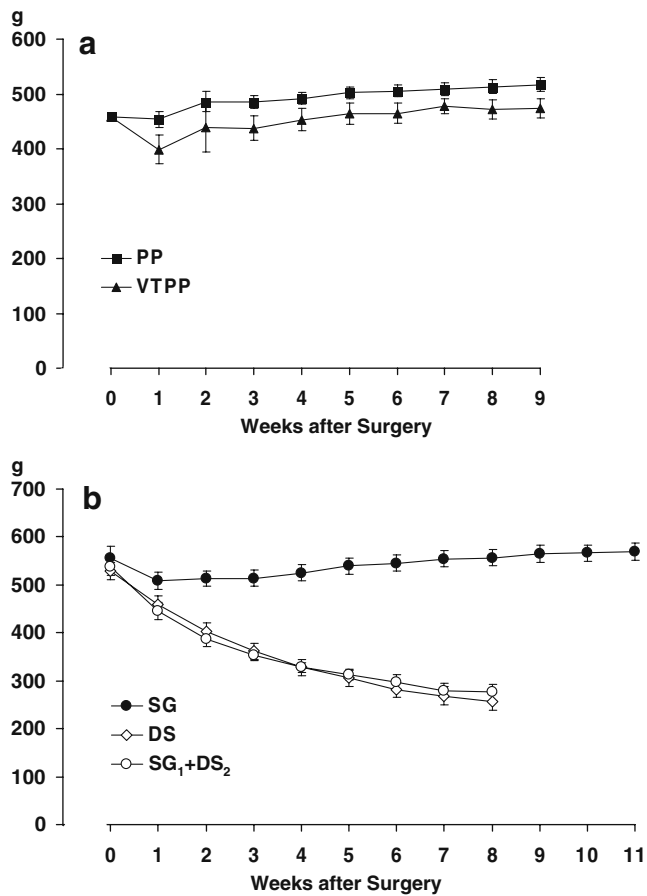 g
a
600
500
400
300
200
100
0
PP
VTPP
0 1 2 3 4 5 6 7 8 9
Weeks after Surgery
g
b
700
600
500
400
300
200
100
0
SG
DS
SG₁+DS₂
0 1 2 3 4 5 6 7 8 9 10 11
Weeks after Surgery